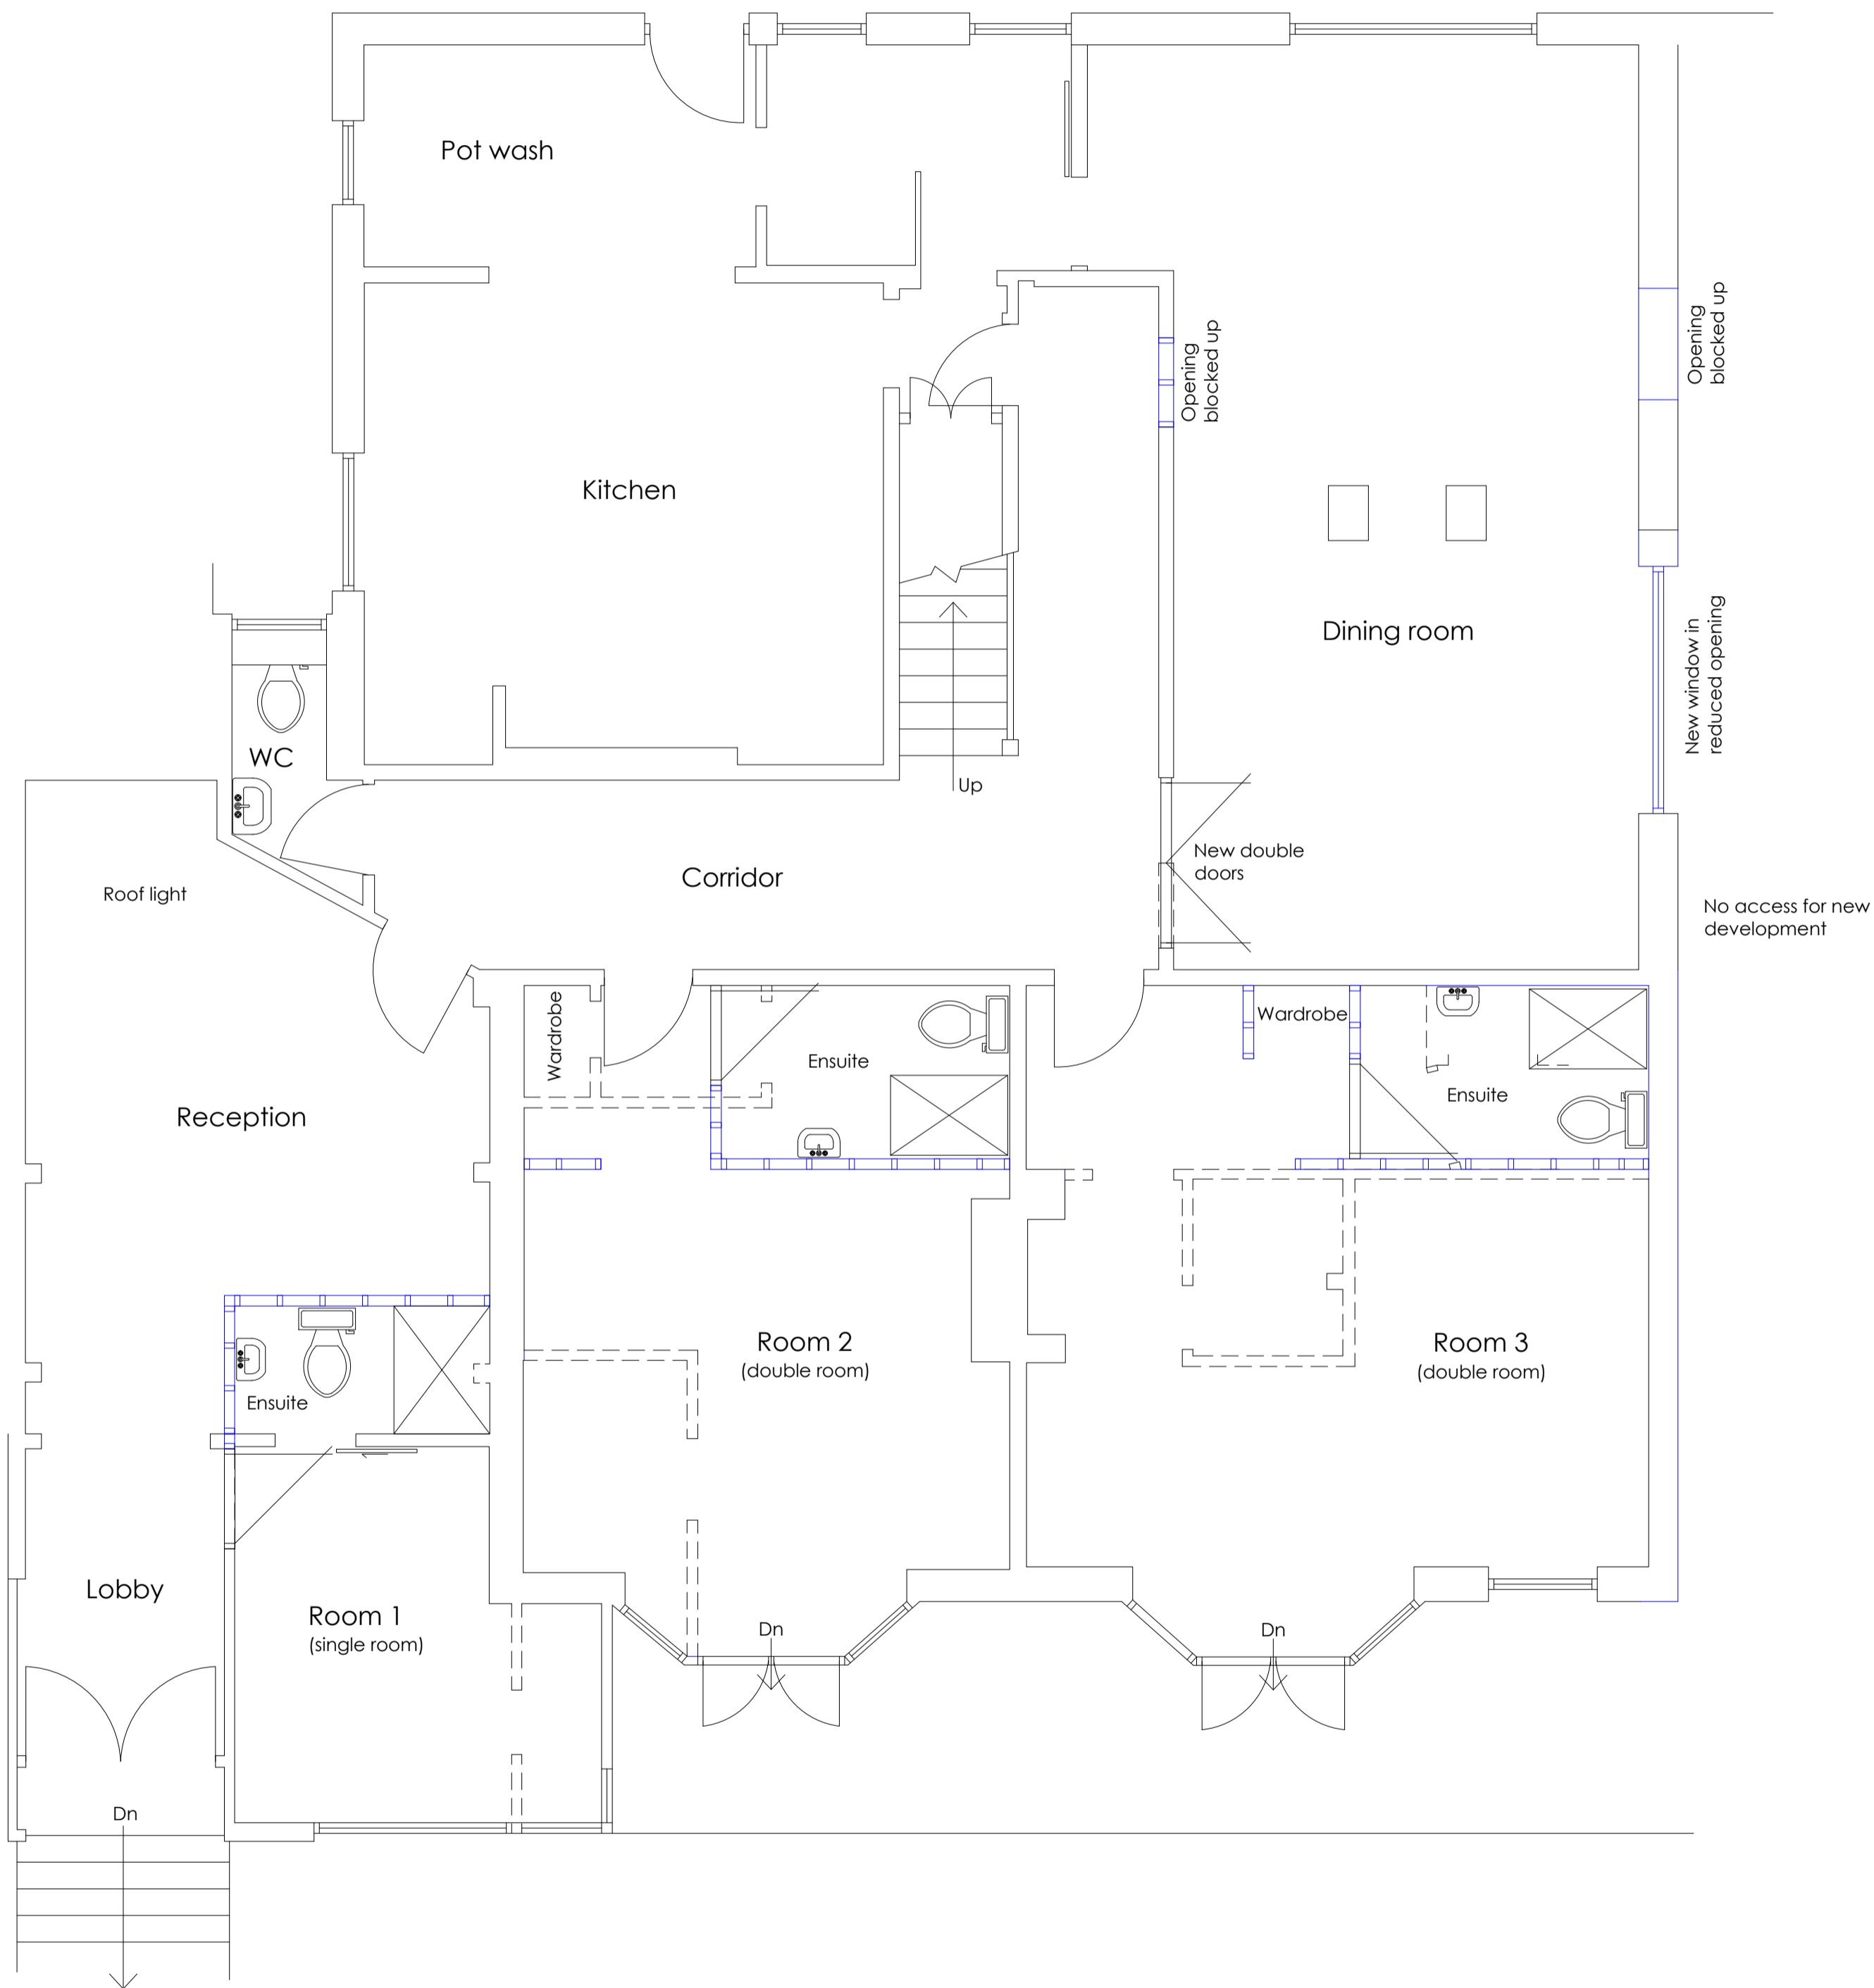 Pot wash
Opening
blocked up
Opening
blocked up
Kitchen
Dining room
New window in
reduced opening
WC
Up
New double
doors
Corridor
Roof light
No access for new
development
Wardrobe
Wardrobe
Ensuite
Ensuite
Reception
Room 2
(double room)
Room 3
(double room)
Ensuite
Lobby
Room 1
(single room)
Dn
Dn
Dn